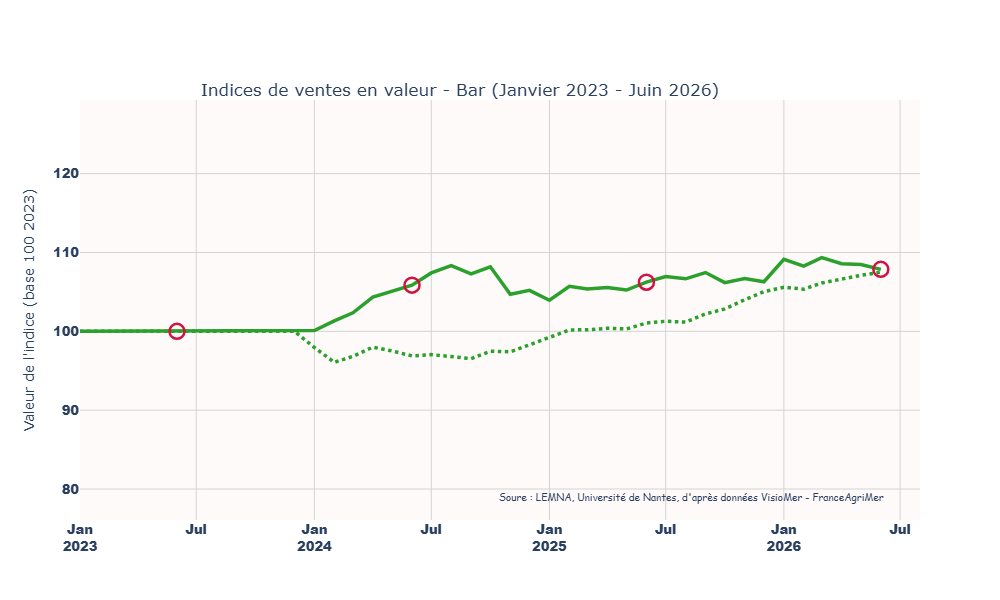 Indices de ventes en valeur - Bar (Janvier 2023 - Juin 2026)
Valeur de l'Indice (base 100 2023)
120
110
100
90
80
Soure : LEMNA, Université de Nantes, d'après données VisioMer - FranceAgriMer
Jan Jul Jan Jul Jan Jul Jan Jul
2023 2024 2025 2026